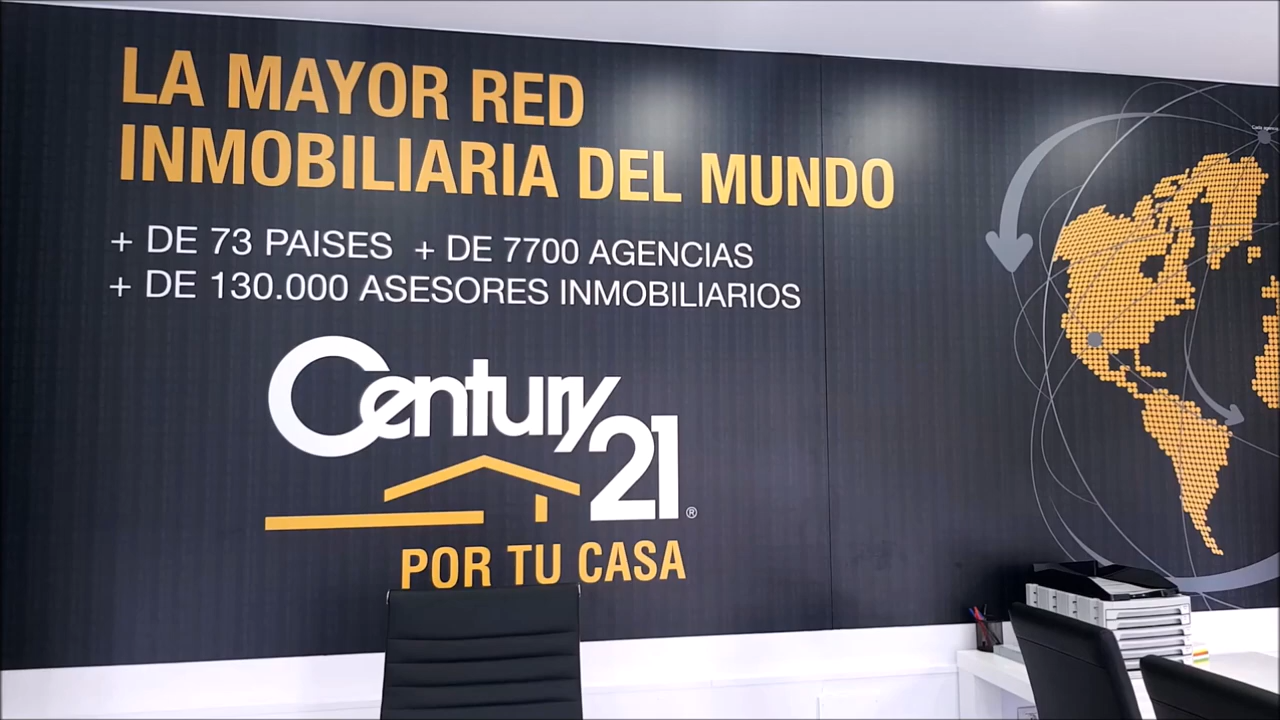 LA MAYOR RED
INMOBILIARIA DEL MUNDO
+ DE 73 PAISES + DE 7700 AGENCIAS
+ DE 130.000 ASESORES INMOBILIARIOS
Century
21®
POR TU CASA